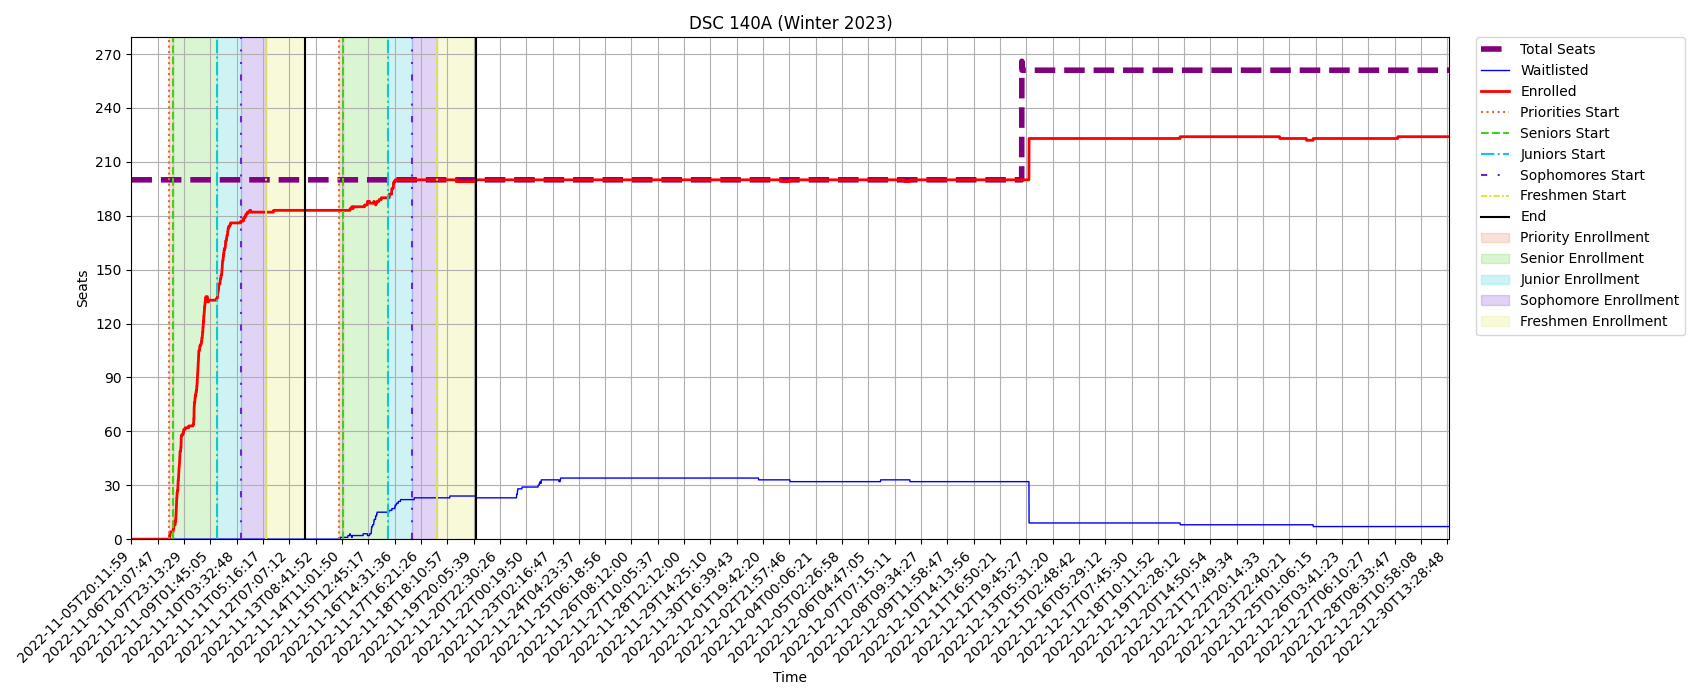 DSC 140A (Winter 2023)
270
240
210
180
150
120
90
60
30
0
Seats
2022-11-05T20:11:59
2022-11-06T21:07:47
2022-11-07T23:13:29
2022-11-09T01:45:05
2022-11-10T03:32:48
2022-11-11T05:16:17
2022-11-12T07:07:12
2022-11-13T08:41:52
2022-11-14T11:01:50
2022-11-15T12:45:17
2022-11-16T14:31:36
2022-11-17T16:21:26
2022-11-18T18:10:57
2022-11-19T20:05:39
2022-11-20T22:30:26
2022-11-22T00:19:50
2022-11-23T02:16:47
2022-11-24T04:23:37
2022-11-25T06:18:56
2022-11-26T08:12:00
2022-11-27T10:05:37
2022-11-28T12:12:00
2022-11-29T14:25:10
2022-11-30T16:39:43
2022-12-01T19:42:20
2022-12-02T21:57:46
2022-12-04T00:06:21
2022-12-05T02:26:58
2022-12-06T04:47:05
2022-12-07T07:15:11
2022-12-08T09:34:27
2022-12-09T11:58:47
2022-12-10T14:13:56
2022-12-11T16:50:21
2022-12-12T19:45:27
2022-12-13T05:31:20
2022-12-15T02:48:42
2022-12-16T05:29:12
2022-12-17T07:45:30
2022-12-18T10:11:52
2022-12-19T12:28:12
2022-12-20T14:50:54
2022-12-21T17:49:34
2022-12-22T20:14:33
2022-12-23T22:40:21
2022-12-25T01:06:15
2022-12-26T03:41:23
2022-12-27T06:10:27
2022-12-28T08:33:47
2022-12-29T10:58:08
2022-12-30T13:28:48
Time
Total Seats
Waitlisted
Enrolled
Priorities Start
Seniors Start
Juniors Start
Sophomores Start
Freshmen Start
End
Priority Enrollment
Senior Enrollment
Junior Enrollment
Sophomore Enrollment
Freshmen Enrollment